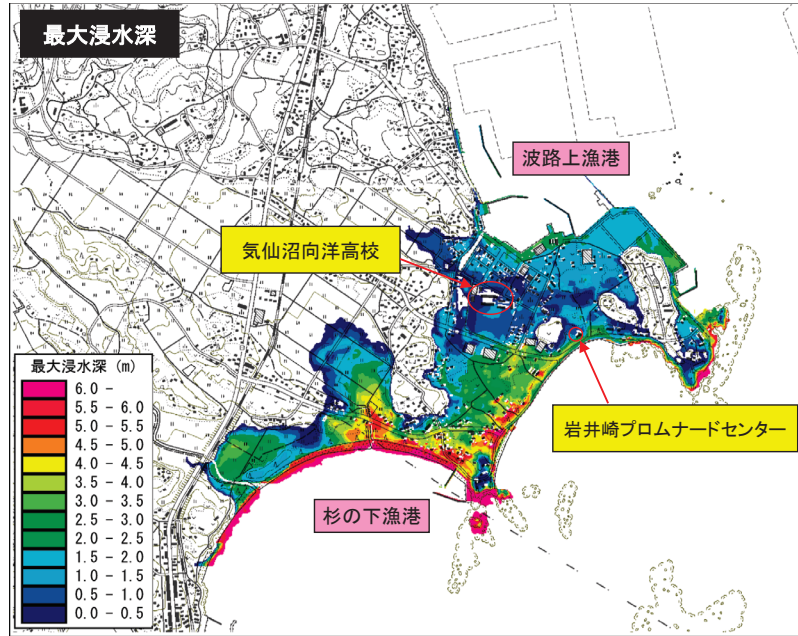 最大浸水深
波路上漁港
気仙沼向洋高校
最大浸水深 (m)
6.0 -
5.5 - 6.0
5.0 - 5.5
4.5 - 5.0
4.0 - 4.5
3.5 - 4.0
3.0 - 3.5
2.5 - 3.0
2.0 - 2.5
1.5 - 2.0
1.0 - 1.5
0.5 - 1.0
0.0 - 0.5
岩井崎プロムナードセンター
杉の下漁港